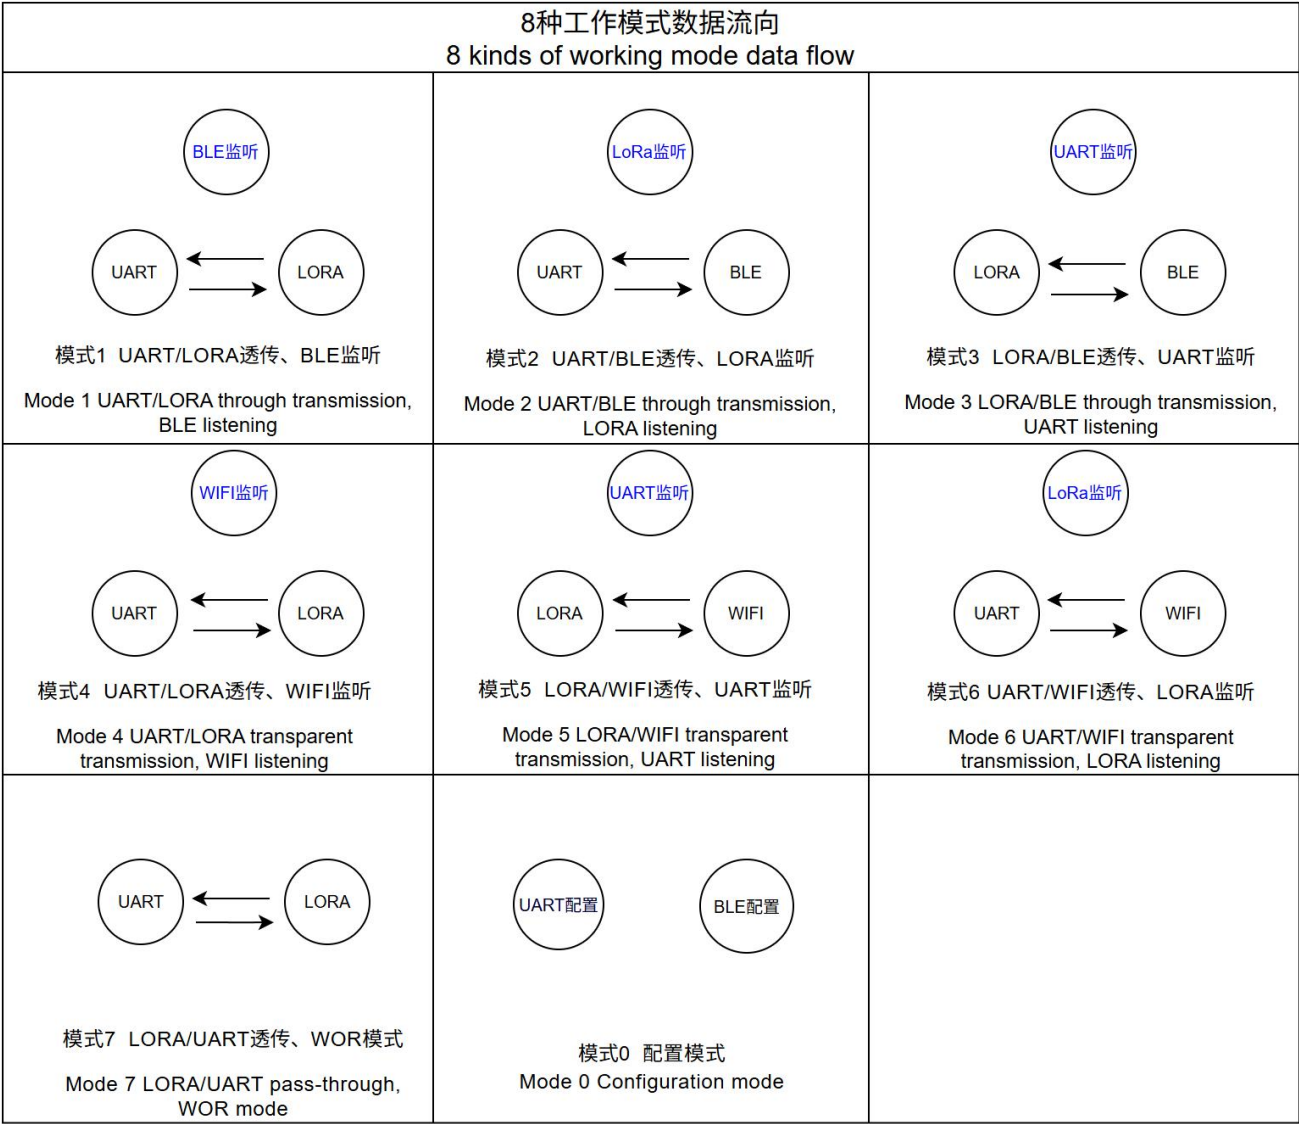 8种工作模式数据流向
8 kinds of working mode data flow
BLE监听
UART
LORA
模式1 UART/LORA透传、BLE监听
Mode 1 UART/LORA through transmission,
BLE listening
LoRa监听
UART
BLE
模式2 UART/BLE透传、LORA监听
Mode 2 UART/BLE through transmission,
LORA listening
UART监听
LORA
BLE
模式3 LORA/BLE透传、UART监听
Mode 3 LORA/BLE through transmission,
UART listening
WIFI监听
UART
LORA
模式4 UART/LORA透传、WIFI监听
Mode 4 UART/LORA transparent
transmission, WIFI listening
UART监听
LORA
WIFI
模式5 LORA/WIFI透传、UART监听
Mode 5 LORA/WIFI transparent
transmission, UART listening
LoRa监听
UART
WIFI
模式6 UART/WIFI透传、LORA监听
Mode 6 UART/WIFI transparent
transmission, LORA listening
UART
LORA
模式7 LORA/UART透传、WOR模式
Mode 7 LORA/UART pass-through,
WOR mode
UART配置
BLE配置
模式0 配置模式
Mode 0 Configuration mode